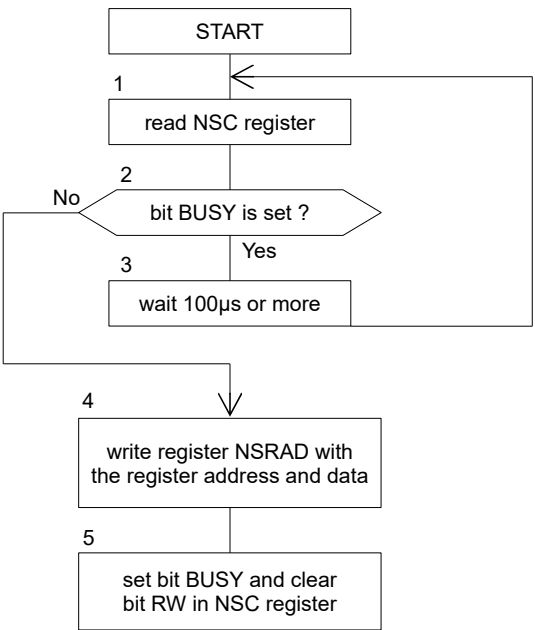 START
1
read NSC register
2
No
bit BUSY is set ?
Yes
3
wait 100µs or more
4
write register NSRAD with
the register address and data
5
set bit BUSY and clear
bit RW in NSC register